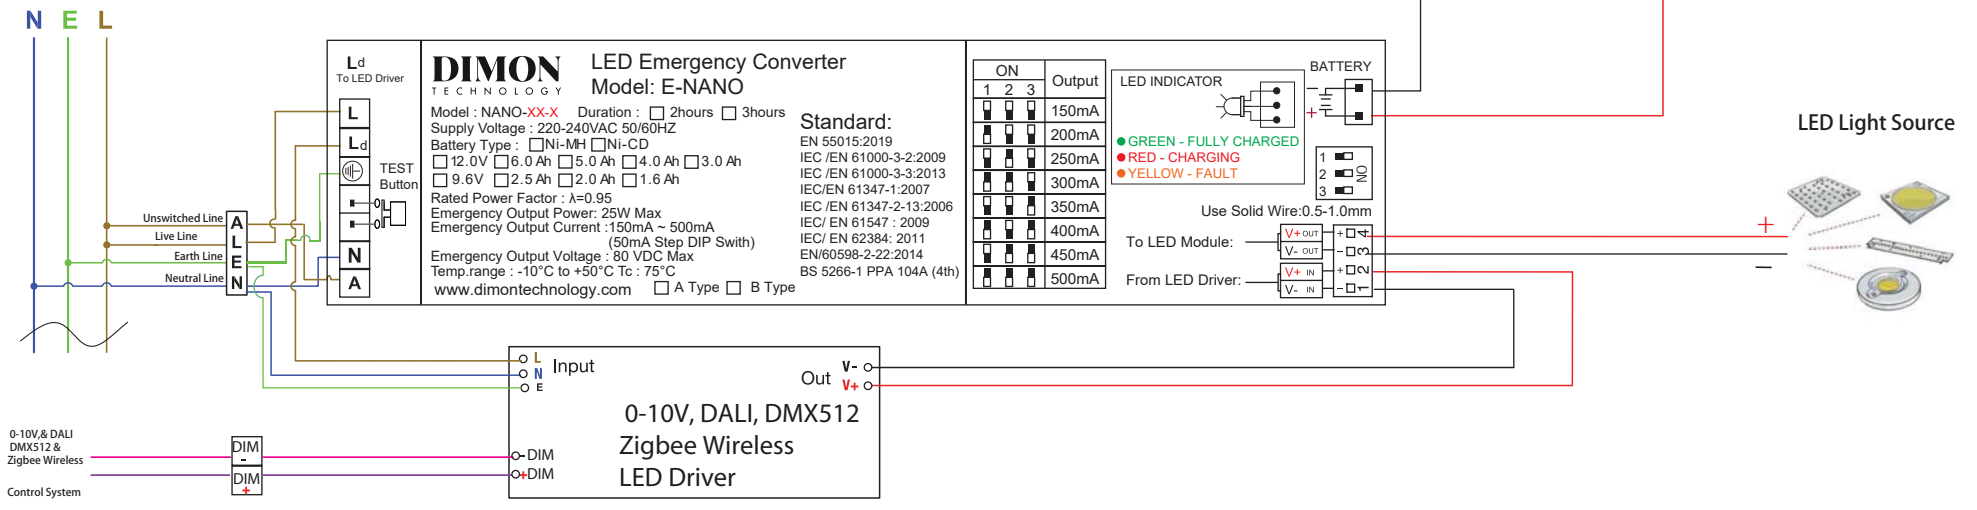 N E L
Ld
To LED Driver
L
Ld
TEST
Button
N
A
Unswitched Line
Live Line
Earth Line
Neutral Line
A
L
E
N
DIMON
TECHNOLOGY
LED Emergency Converter
Model: E-NANO
Model : NANO-XX-X Duration : 2hours 3hours
Supply Voltage : 220-240VAC 50/60HZ
Battery Type : Ni-MH Ni-CD
12.0V 6.0 Ah 5.0 Ah 4.0 Ah 3.0 Ah
9.6V 2.5 Ah 2.0 Ah 1.6 Ah
Rated Power Factor : λ=0.95
Emergency Output Power: 25W Max
Emergency Output Current :150mA ~ 500mA
(50mA Step DIP Swith)
Emergency Output Voltage : 80 VDC Max
Temp.range : -10°C to +50°C Tc : 75°C
www.dimontechnology.com A Type B Type
Standard:
EN 55015:2019
IEC /EN 61000-3-2:2009
IEC /EN 61000-3-3:2013
IEC/EN 61347-1:2007
IEC /EN 61347-2-13:2006
IEC/ EN 61547 : 2009
IEC/ EN 62384: 2011
EN/60598-2-22:2014
BS 5266-1 PPA 104A (4th)
ON Output
1 2 3
150mA
200mA
250mA
300mA
350mA
400mA
450mA
500mA
LED INDICATOR
GREEN - FULLY CHARGED
RED - CHARGING
YELLOW - FAULT
BATTERY
−
+
1
2
3
ON
Use Solid Wire:0.5-1.0mm
To LED Module:
V+ OUT + 4
V- OUT - 3
From LED Driver:
V+ IN + 2
V- IN - 1
+
−
LED Light Source
L
N
E
Input
Out
V-
V+
0-10V, DALI, DMX512
Zigbee Wireless
LED Driver
-DIM
+DIM
0-10V,& DALI
DMX512 &
Zigbee Wireless
Control System
DIM
-
DIM
+